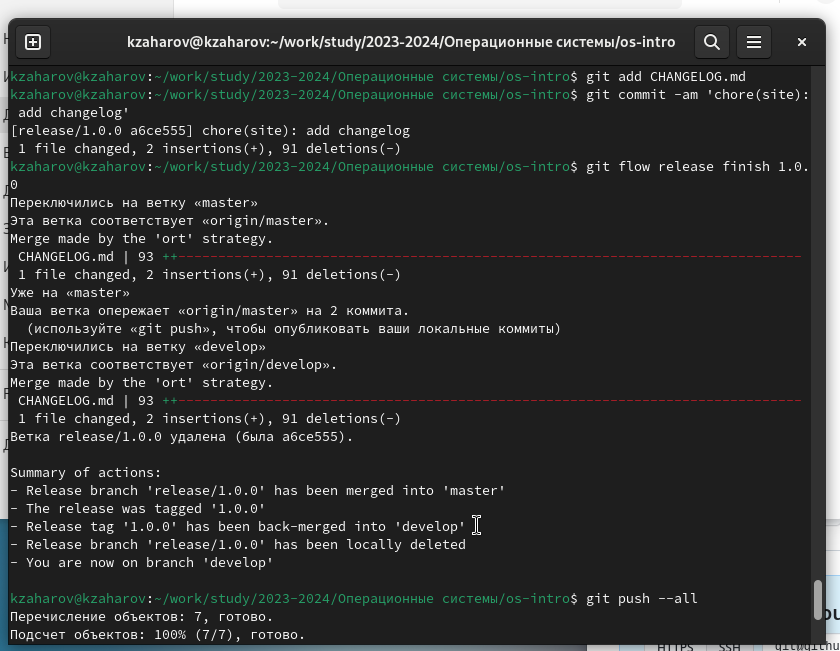 kzaharov@kzaharov:~/work/study/2023-2024/Операционные системы/os-intro
kzaharov@kzaharov:~/work/study/2023-2024/Операционные системы/os-intro$ git add CHANGELOG.md
kzaharov@kzaharov:~/work/study/2023-2024/Операционные системы/os-intro$ git commit -am 'chore(site):
 add changelog'
[release/1.0.0 a6ce555] chore(site): add changelog
 1 file changed, 2 insertions(+), 91 deletions(-)
kzaharov@kzaharov:~/work/study/2023-2024/Операционные системы/os-intro$ git flow release finish 1.0.
0
Переключились на ветку «master»
Эта ветка соответствует «origin/master».
Merge made by the 'ort' strategy.
 CHANGELOG.md | 93 ++------------------------------------------------------------------------------
 1 file changed, 2 insertions(+), 91 deletions(-)
Уже на «master»
Ваша ветка опережает «origin/master» на 2 коммита.
  (используйте «git push», чтобы опубликовать ваши локальные коммиты)
Переключились на ветку «develop»
Эта ветка соответствует «origin/develop».
Merge made by the 'ort' strategy.
 CHANGELOG.md | 93 ++------------------------------------------------------------------------------
 1 file changed, 2 insertions(+), 91 deletions(-)
Ветка release/1.0.0 удалена (была a6ce555).
Summary of actions:
- Release branch 'release/1.0.0' has been merged into 'master'
- The release was tagged '1.0.0'
- Release tag '1.0.0' has been back-merged into 'develop'
- Release branch 'release/1.0.0' has been locally deleted
- You are now on branch 'develop'
kzaharov@kzaharov:~/work/study/2023-2024/Операционные системы/os-intro$ git push --all
Перечисление объектов: 7, готово.
Подсчет объектов: 100% (7/7), готово.
HTTPS SSH